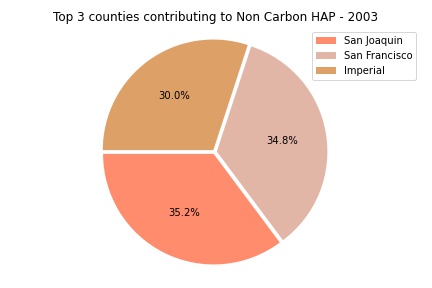 Top 3 counties contributing to Non Carbon HAP - 2003
San Joaquin
San Francisco
Imperial
30.0%
34.8%
35.2%